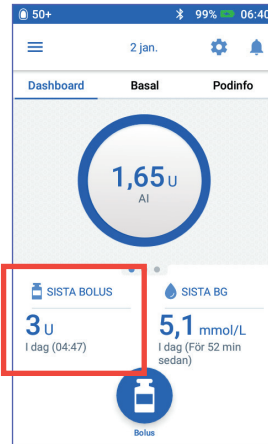 50+ 99% 06:40
2 jan.
Dashboard Basal Podinfo
1,65 U
AI
SISTA BOLUS SISTA BG
3 U 5,1 mmol/L
I dag (04:47) I dag (För 52 min
sedan)
Bolus